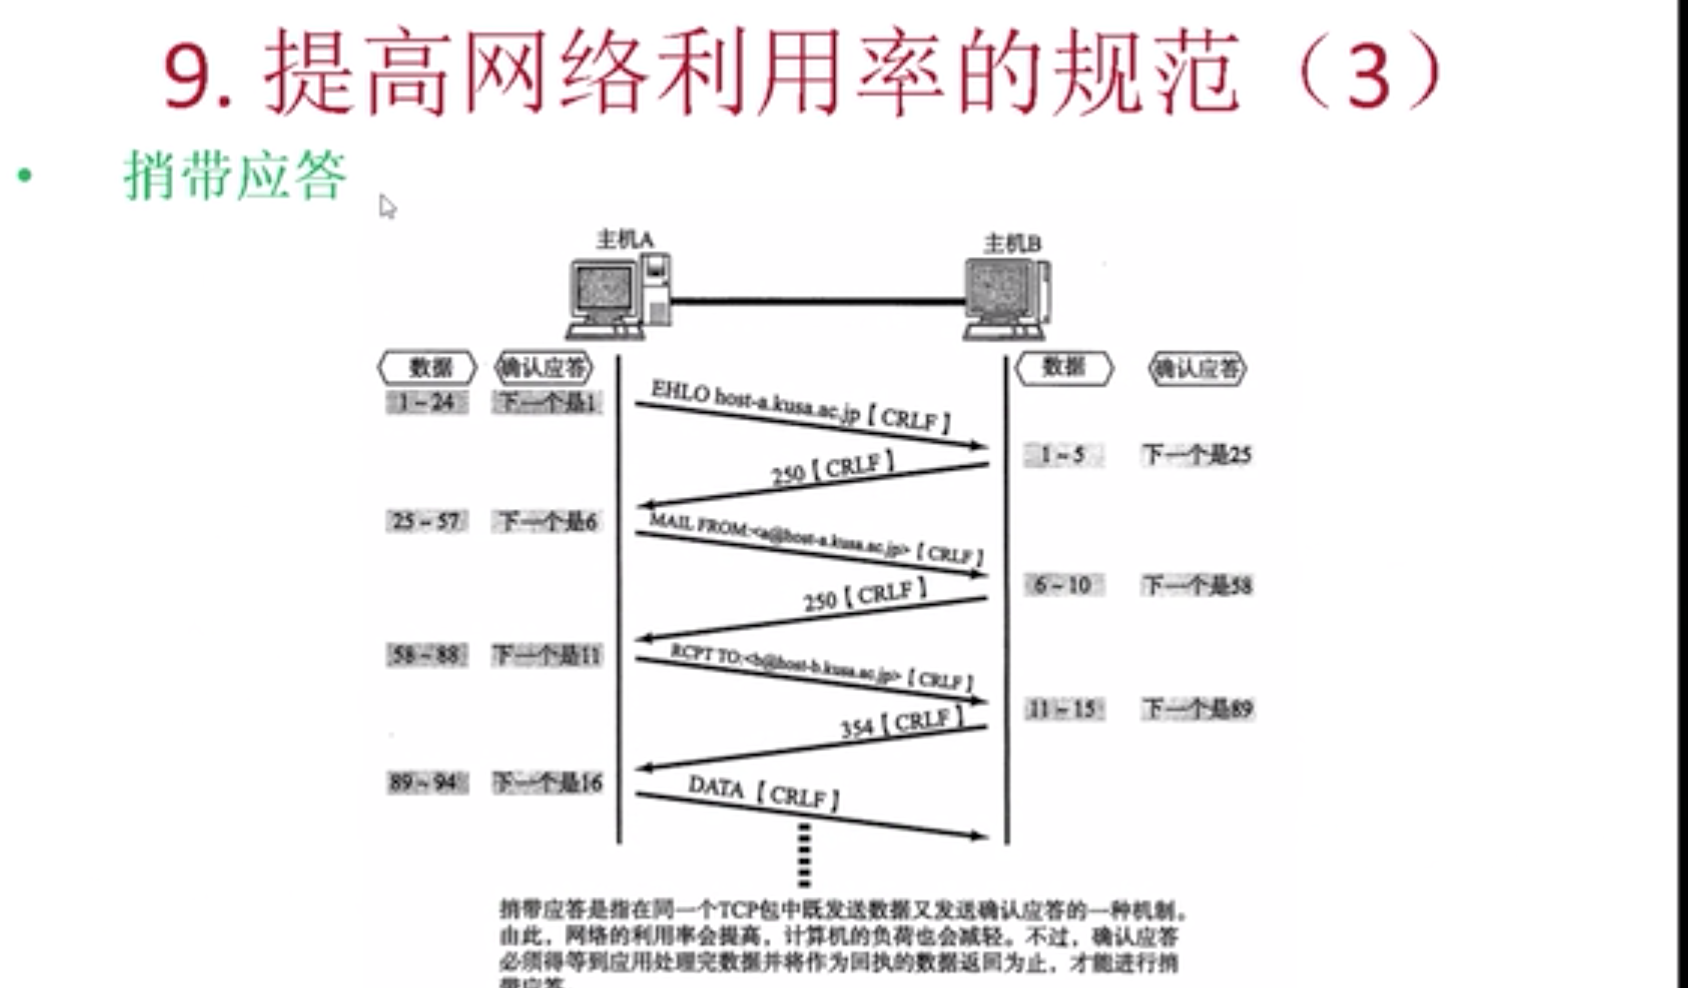 9. 提高网络利用率的规范（3）
• 捎带应答
主机A 主机B
数据 确认应答 数据 确认应答
1~24 下一个是1
EHLO host-a.kusa.ac.jp【CRLF】
1~5 下一个是25
250【CRLF】
25~57 下一个是6
MAIL FROM:<a@host-a.kusa.ac.jp>【CRLF】
6~10 下一个是58
250【CRLF】
58~88 下一个是11
RCPT TO:<b@host-b.kusa.ac.jp>【CRLF】
11~15 下一个是89
354【CRLF】
89~94 下一个是16
DATA【CRLF】
捎带应答是指在同一个TCP包中既发送数据又发送确认应答的一种机制。
由此，网络的利用率会提高，计算机的负荷也会减轻。不过，确认应答
必须得等到应用处理完数据并将作为回执的数据返回为止，才能进行捎
带应答